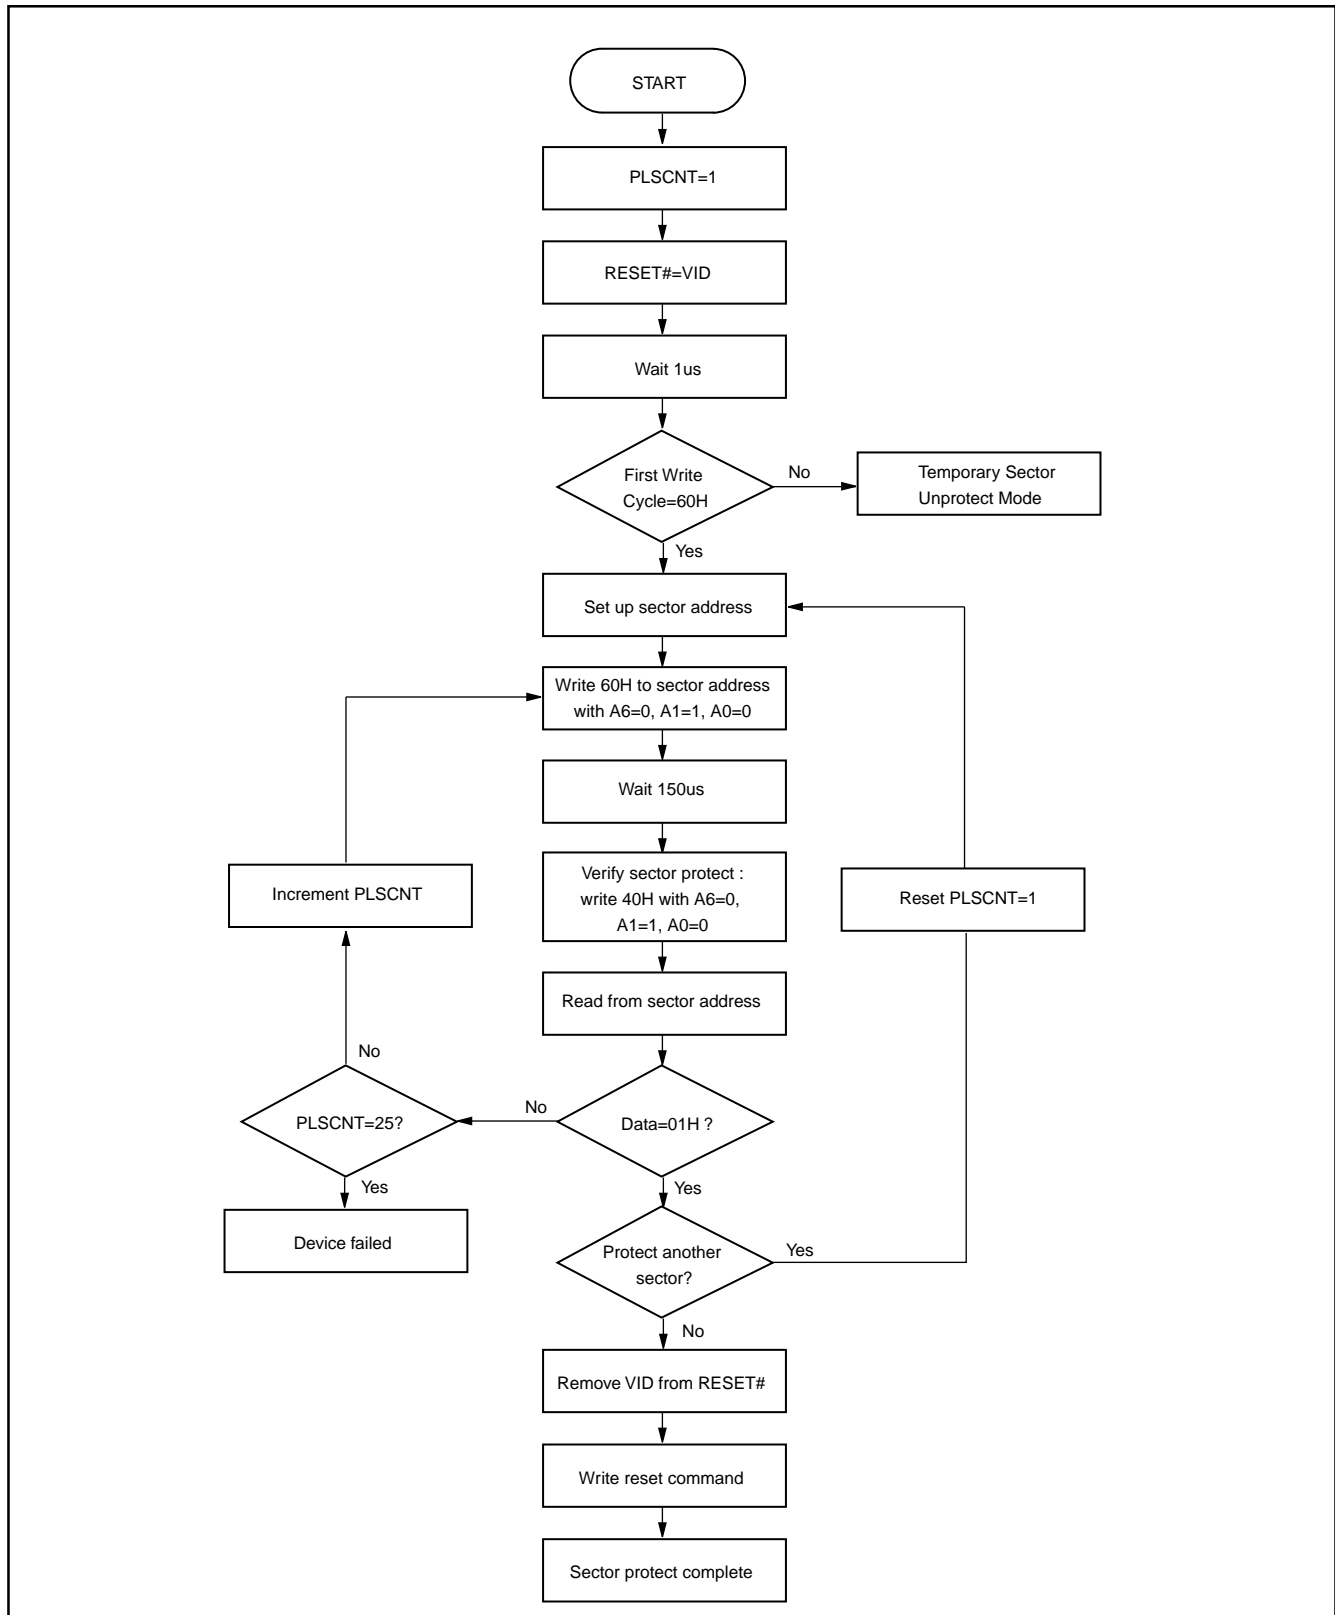 START
PLSCNT=1
RESET#=VID
Wait 1us
First Write
Cycle=60H
No
Temporary Sector
Unprotect Mode
Yes
Set up sector address
Write 60H to sector address
with A6=0, A1=1, A0=0
Wait 150us
Verify sector protect :
write 40H with A6=0,
A1=1, A0=0
Increment PLSCNT
Reset PLSCNT=1
Read from sector address
No
PLSCNT=25?
No
Data=01H ?
Yes
Yes
Device failed
Protect another
sector?
Yes
No
Remove VID from RESET#
Write reset command
Sector protect complete